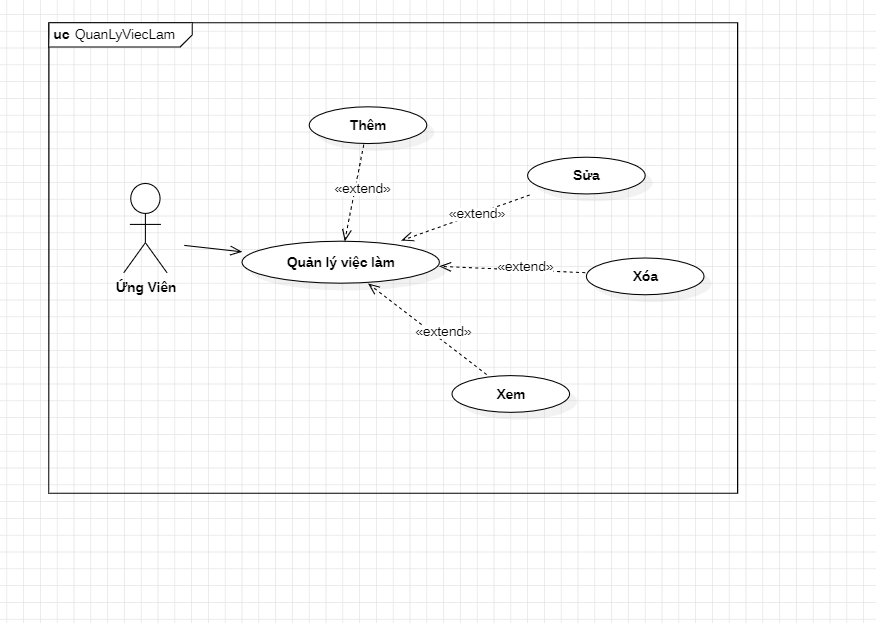 uc QuanLyViecLam
Thêm
«extend»
Sửa
«extend»
Quản lý việc làm
«extend»
Xóa
Ứng Viên
«extend»
Xem